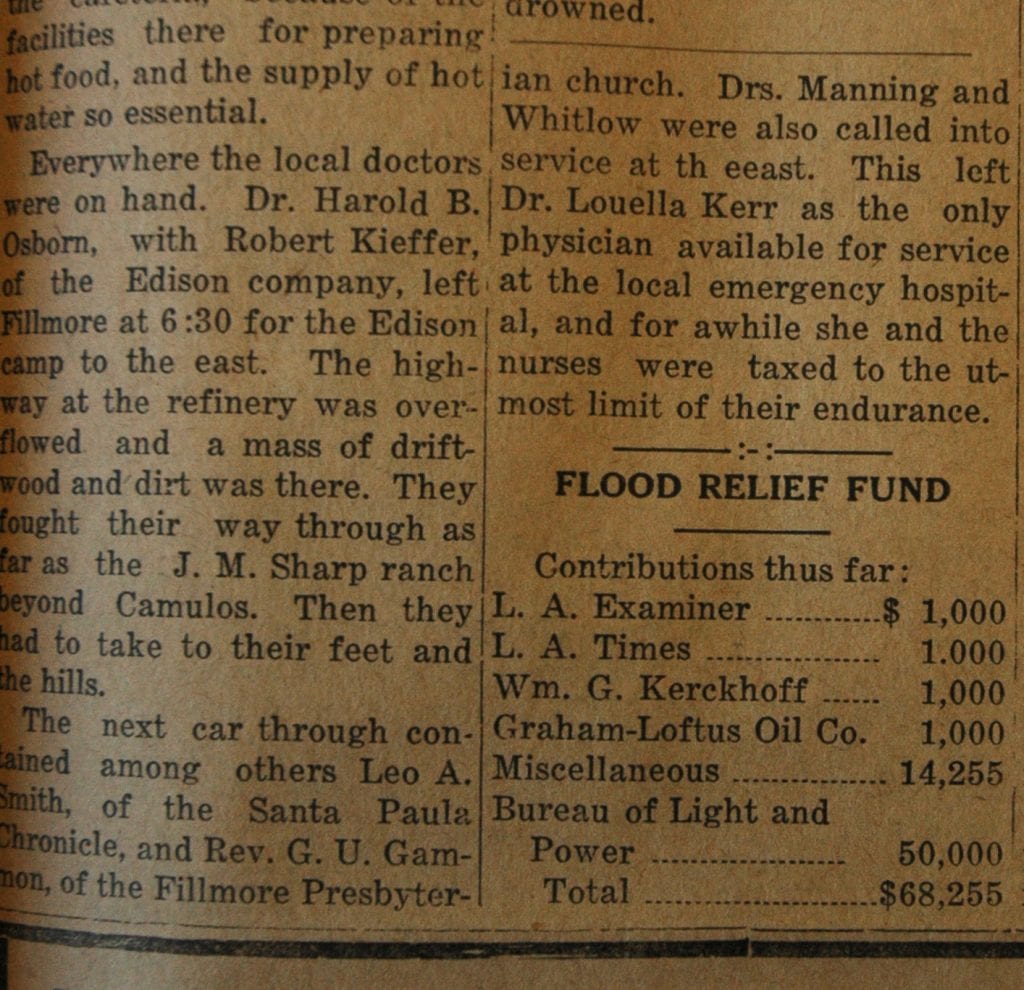 the cafeteria, because of the
facilities there for preparing
hot food, and the supply of hot
water so essential.
Everywhere the local doctors
were on hand. Dr. Harold B.
Osborn, with Robert Kieffer,
of the Edison company, left
Fillmore at 6:30 for the Edison
camp to the east. The high-
way at the refinery was over-
flowed and a mass of drift-
wood and dirt was there. They
fought their way through as
far as the J. M. Sharp ranch
beyond Camulos. Then they
had to take to their feet and
the hills.
The next car through con-
tained among others Leo A.
Smith, of the Santa Paula
Chronicle, and Rev. G. U. Gam-
mon, of the Fillmore Presbyter-
drowned.
ian church. Drs. Manning and
Whitlow were also called into
service at th eeast. This left
Dr. Louella Kerr as the only
physician available for service
at the local emergency hospit-
al, and for awhile she and the
nurses were taxed to the ut-
most limit of their endurance.
:-:
FLOOD RELIEF FUND
Contributions thus far:
L. A. Examiner ............$ 1,000
L. A. Times .................. 1.000
Wm. G. Kerckhoff ...... 1,000
Graham-Loftus Oil Co. 1,000
Miscellaneous ................ 14,255
Bureau of Light and
Power .................... 50,000
Total ........................$68,255